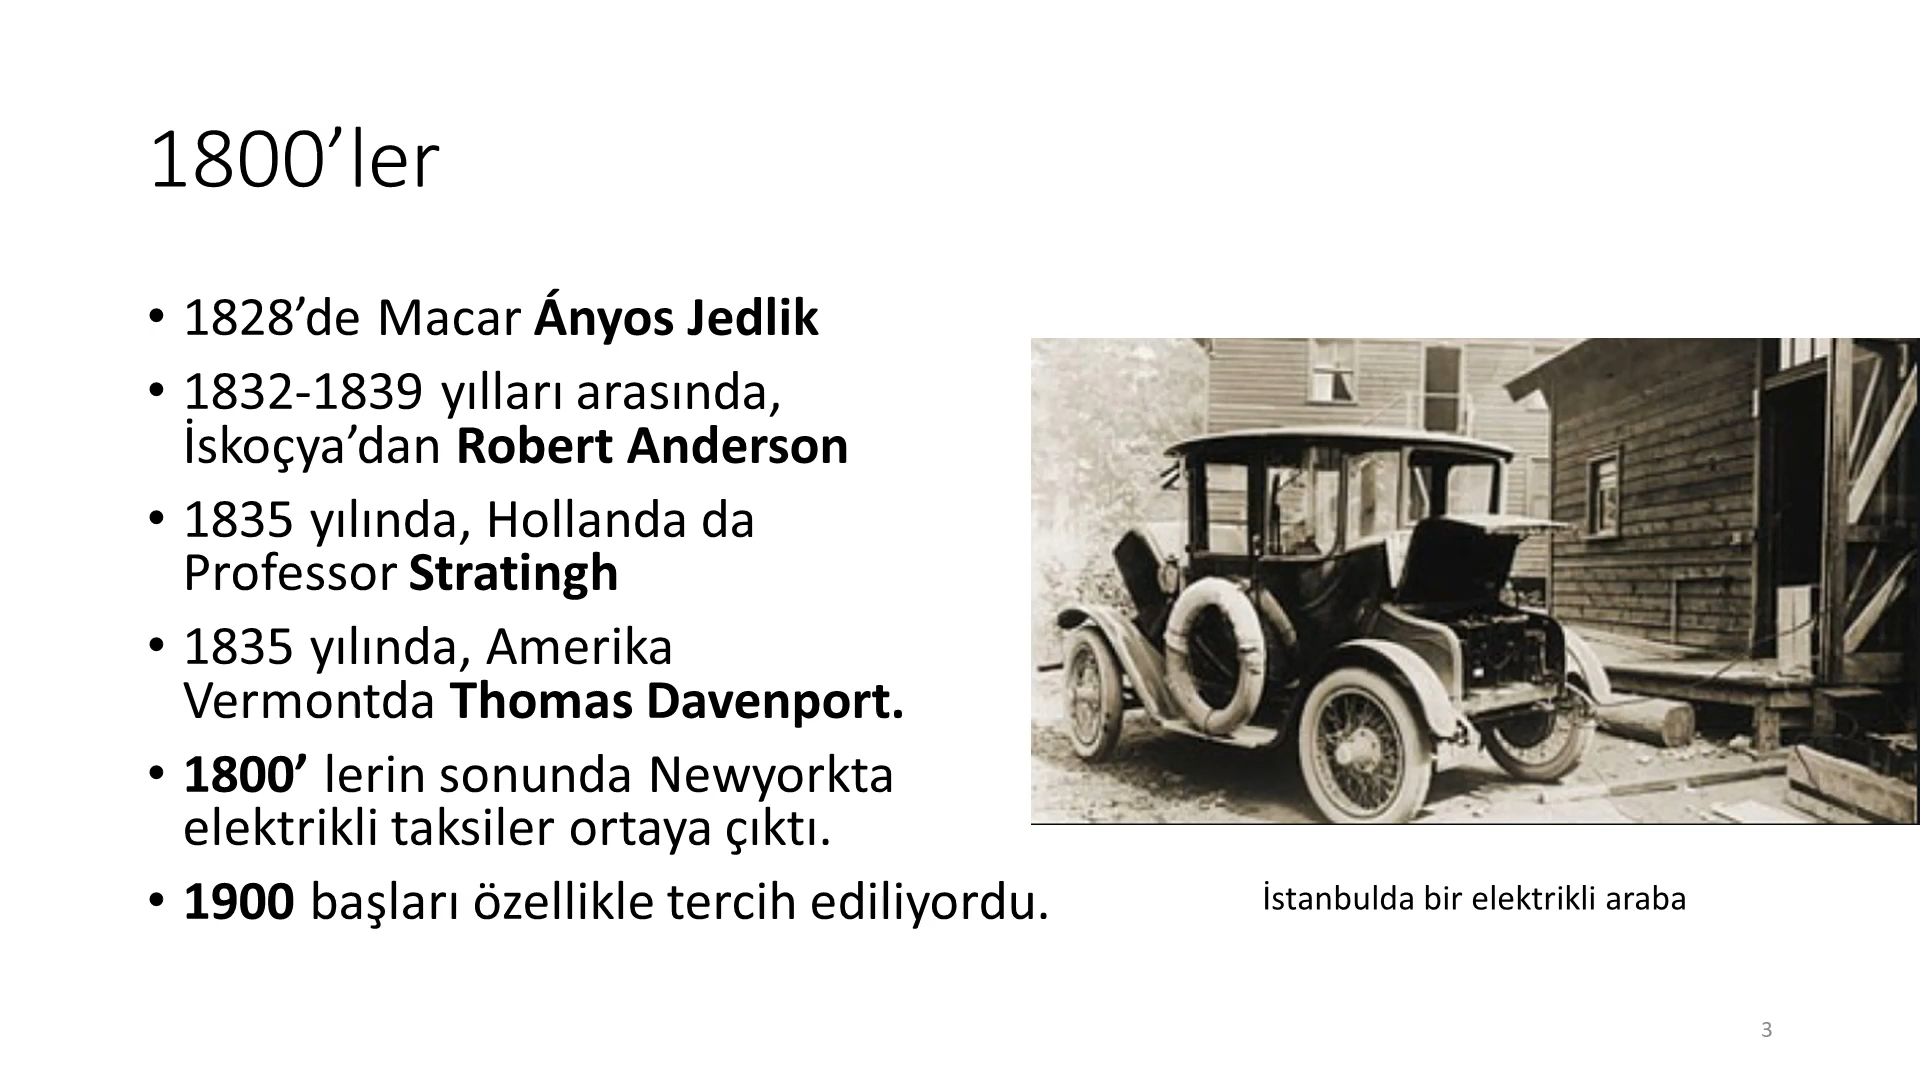 1800’ler
• 1828’de Macar Ányos Jedlik
• 1832-1839 yılları arasında,
İskoçya’dan Robert Anderson
• 1835 yılında, Hollanda da
Professor Stratingh
• 1835 yılında, Amerika
Vermontda Thomas Davenport.
• 1800’ lerin sonunda Newyorkta
elektrikli taksiler ortaya çıktı.
• 1900 başları özellikle tercih ediliyordu.
İstanbulda bir elektrikli araba
3